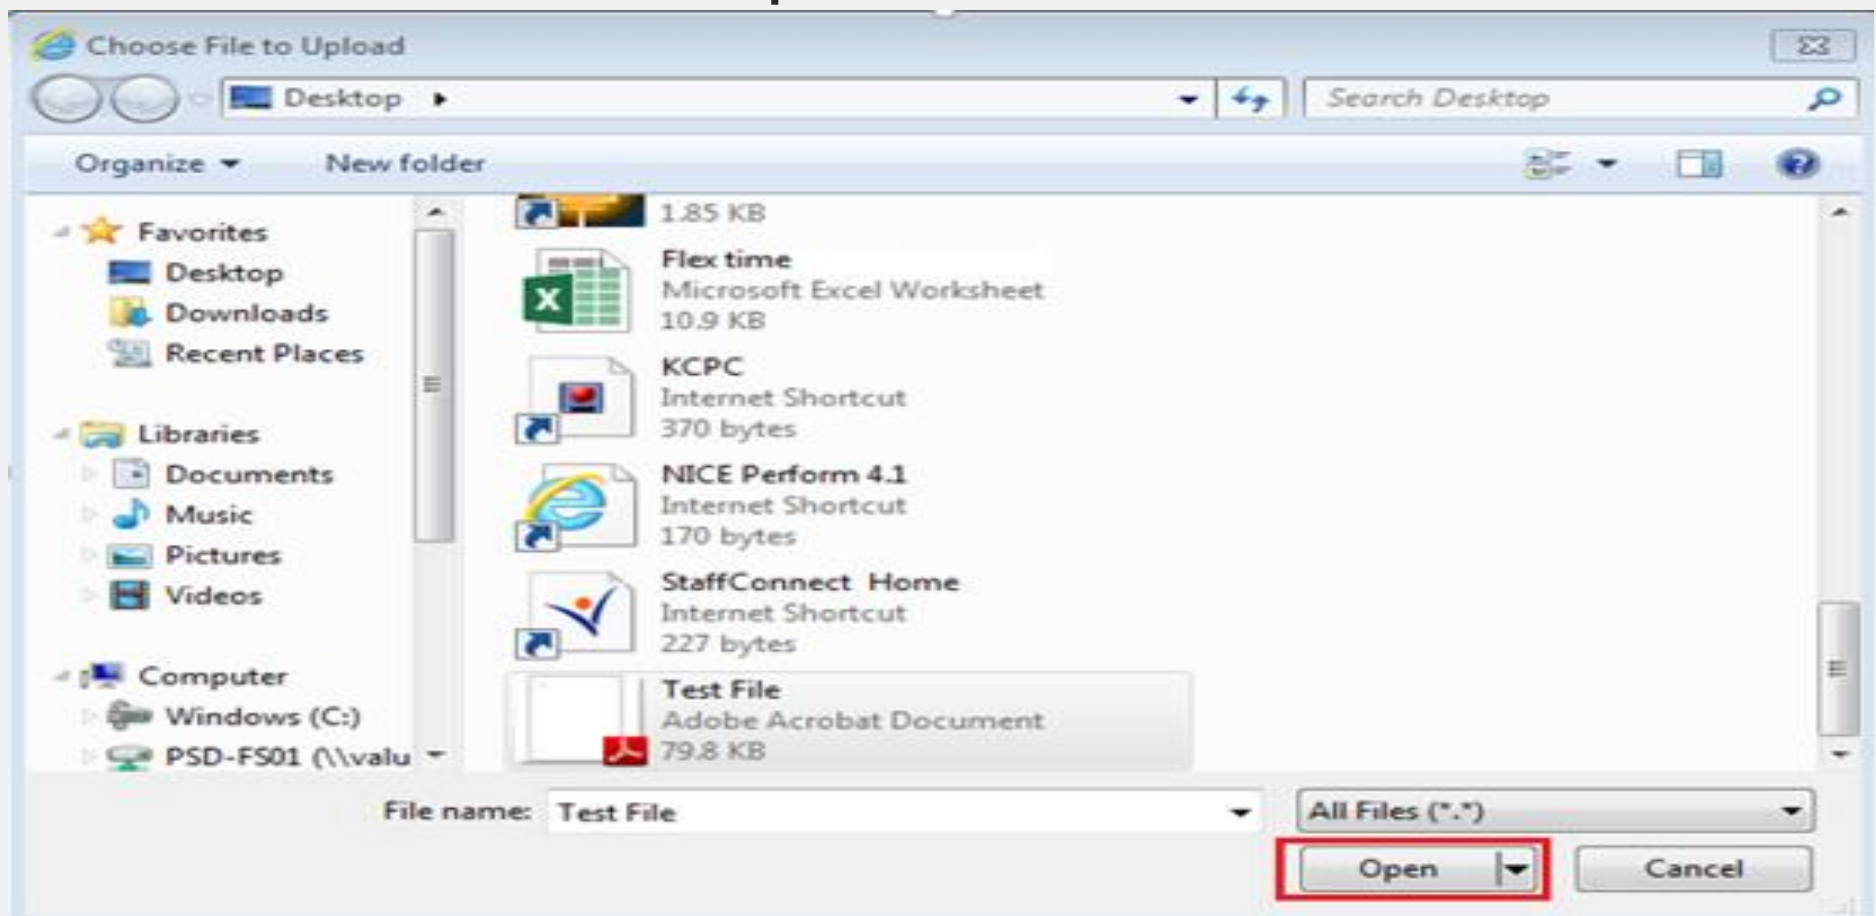 Choose File to Upload
Desktop
Search Desktop
Organize
New folder
Favorites
Desktop
Downloads
Recent Places
Libraries
Documents
Music
Pictures
Videos
Computer
Windows (C:)
PSD-FS01 (\\valu
1.85 KB
Flex time
Microsoft Excel Worksheet
10.9 KB
KCPC
Internet Shortcut
370 bytes
NICE Perform 4.1
Internet Shortcut
170 bytes
StaffConnect Home
Internet Shortcut
227 bytes
Test File
Adobe Acrobat Document
79.8 KB
File name: Test File
All Files (*.*)
Open
Cancel